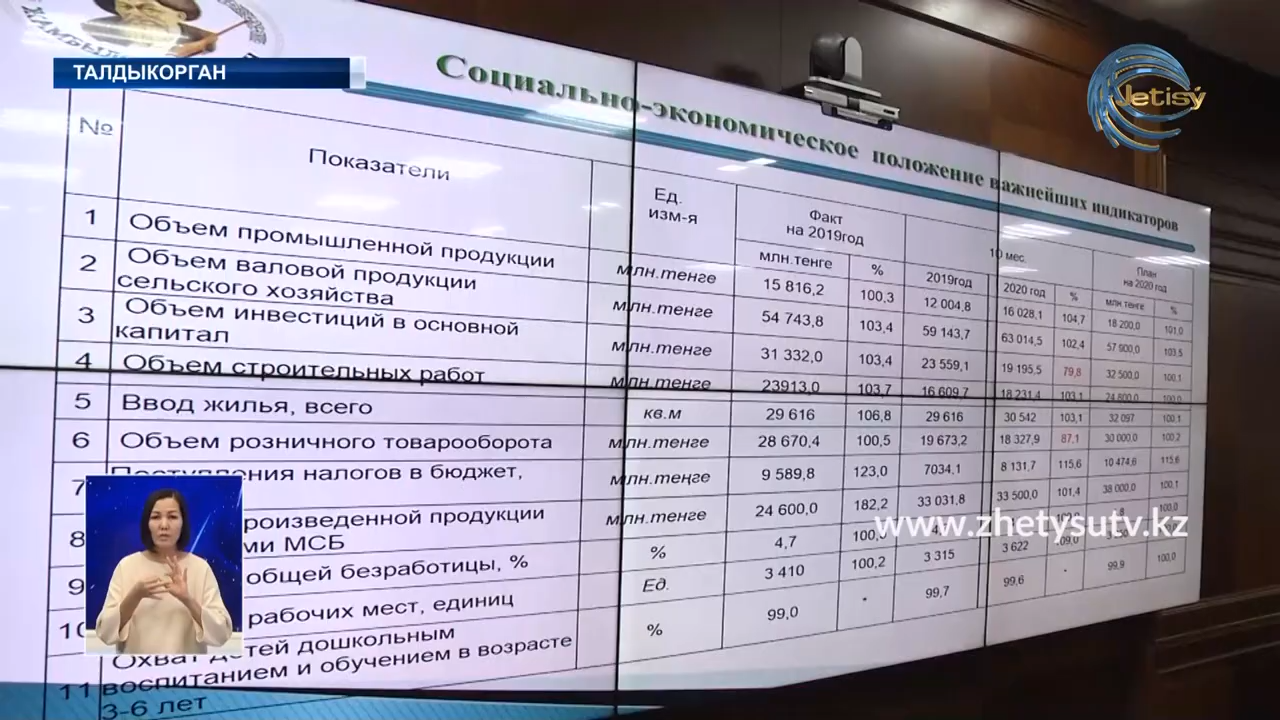 ЖАМБЫЛ
ТАЛДЫКОРГАН
Jetisý
Социально-экономическое положение важнейших индикаторов
№ Показатели Ед. изм-я Факт на 2019год 10 мес. План на 2020 год
млн.тенге % 2019год 2020 год % млн.тенге %
1 Объем промышленной продукции млн.тенге 15 816,2 100,3 12 004,8 16 028,1 104,7 18 200,0 101,0
2 Объем валовой продукции
сельского хозяйства млн.тенге 54 743,8 103,4 59 143,7 63 014,5 102,4 57 800,0 103,5
3 Объем инвестиций в основной
капитал млн.тенге 31 332,0 103,4 23 559,1 19 195,5 79,8 32 500,0 100,1
4 Объем строительных работ млн.тенге 23913,0 103,7 16 609,7 18 231,4 103,1 24 800,0 100,0
5 Ввод жилья, всего кв.м 29 616 106,8 29 616 30 542 103,1 32 097 100,1
6 Объем розничного товарооборота млн.тенге 28 670,4 100,5 19 673,2 18 327,9 87,1 30 000,0 100,2
7 Поступления налогов в бюджет, млн.тенге 9 589,8 123,0 7034,1 8 131,7 115,6 10 474,6 115,6
8 произведенной продукции
МСБ млн.тенге 24 600,0 182,2 33 031,8 33 500,0 101,4 38 000,0 100,1
9 общей безработицы, % % 4,7
10 рабочих мест, единиц Ед. 3 410 100,2 3 315 3 622 109,0 100,0
11 Охват детей дошкольным
воспитанием и обучением в возрасте
3-6 лет % 99,0 - 99,7 99,6 - 99,9
www.zhetysutv.kz